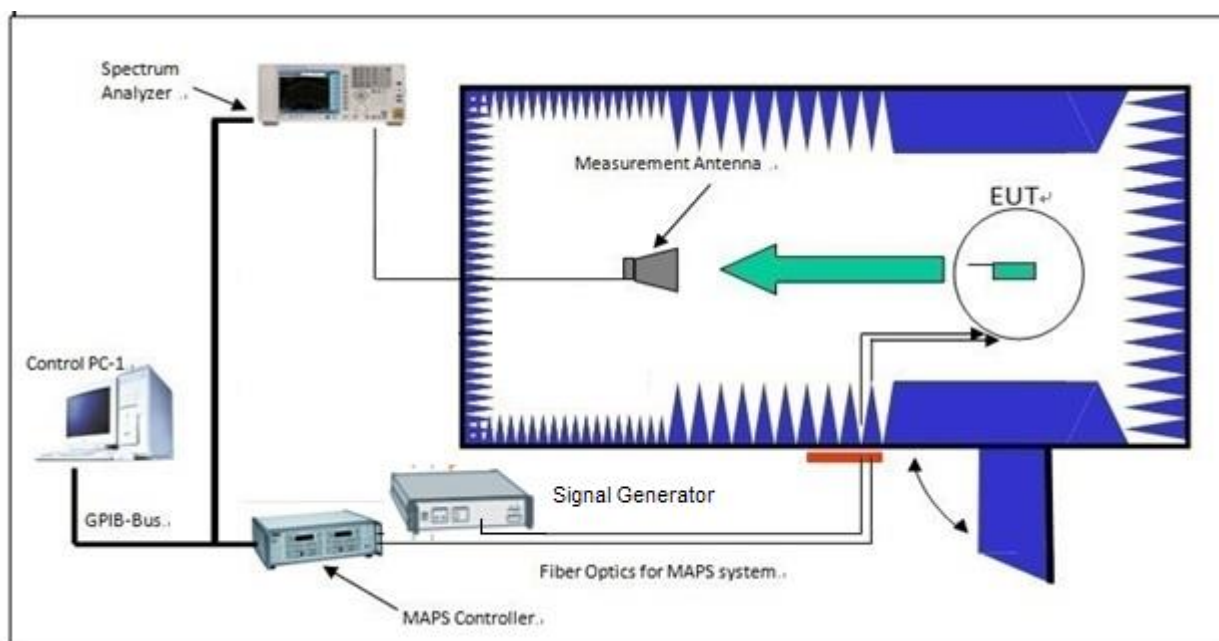 Spectrum
Analyzer
Measurement Antenna
EUT
Control PC-1
Signal Generator
GPIB-Bus
Fiber Optics for MAPS system
MAPS Controller